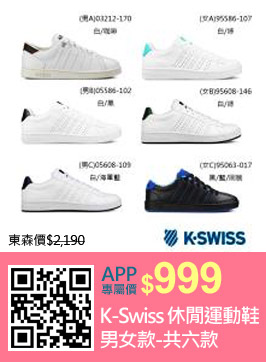 (男A)03212-170
白/咖啡
(女A)95586-107
白/綠
(男B)05586-102
白/黑
(女B)95608-146
白/綠
(男C)05608-109
白/海軍藍
(女C)95063-017
黑/藍/斑豹
K·SWISS
東森價$2,190
APP
專屬價
$999
K-Swiss 休閒運動鞋
男女款-共六款